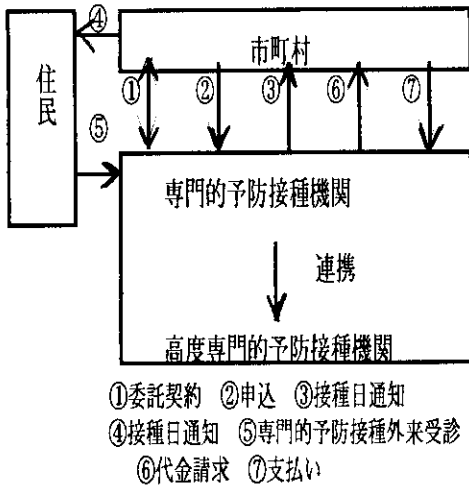 ④
市町村
住民
① ② ③ ⑥ ⑦
⑤
専門的予防接種機関
連携
高度専門的予防接種機関
①委託契約 ②申込 ③接種日通知
④接種日通知 ⑤専門的予防接種外来受診
⑥代金請求 ⑦支払い